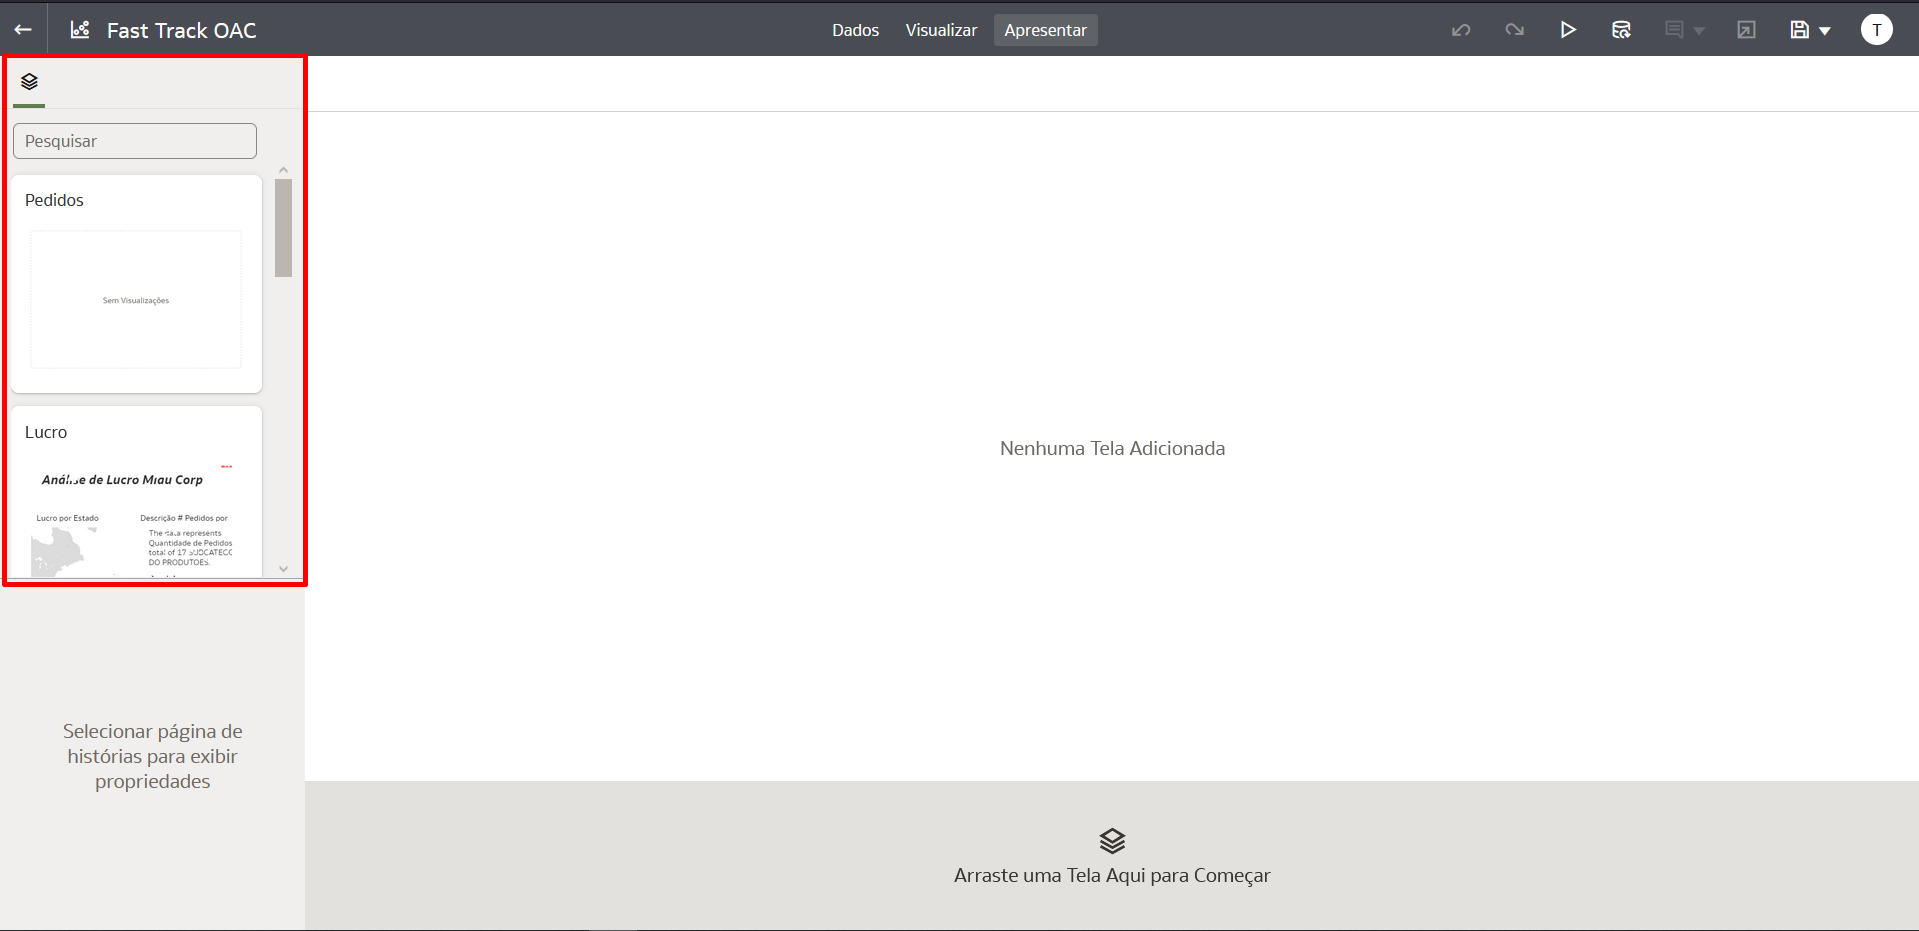 Fast Track OAC
Dados
Visualizar
Apresentar
T
Pesquisar
Pedidos
Sem Visualizações
Lucro
Análise de Lucro Miau Corp
Lucro por Estado
Descrição # Pedidos por
The data represents
Quantidade de Pedidos
total of 17 SUBCATEGO
DO PRODUTOES.
Nenhuma Tela Adicionada
Selecionar página de
histórias para exibir
propriedades
Arraste uma Tela Aqui para Começar